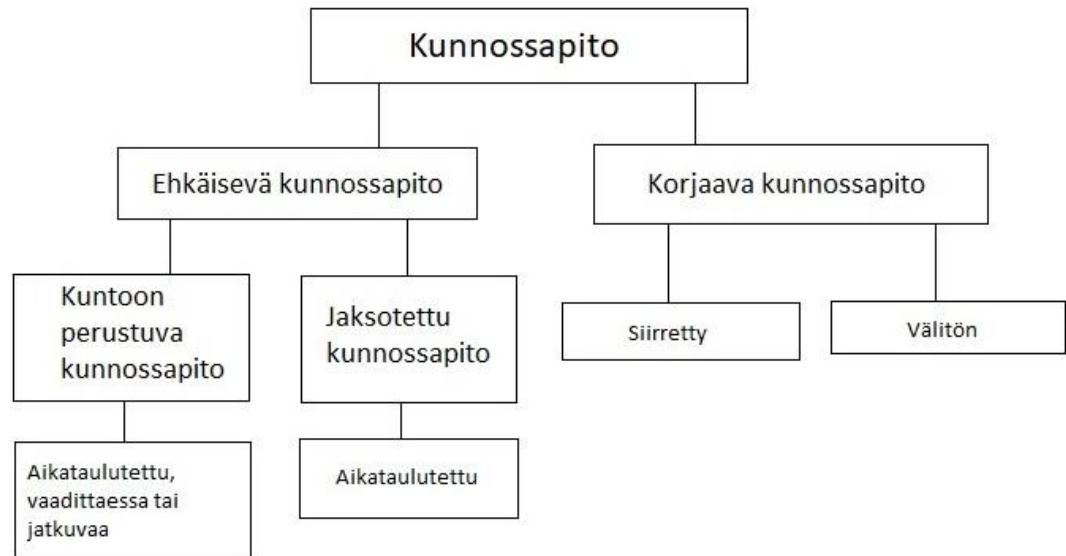 Kunnossapito
Ehkäisevä kunnossapito
Korjaava kunnossapito
Kuntoon
perustuva
kunnossapito
Jaksotettu
kunnossapito
Siirretty
Välitön
Aikataulutettu,
vaadittaessa tai
jatkuvaa
Aikataulutettu